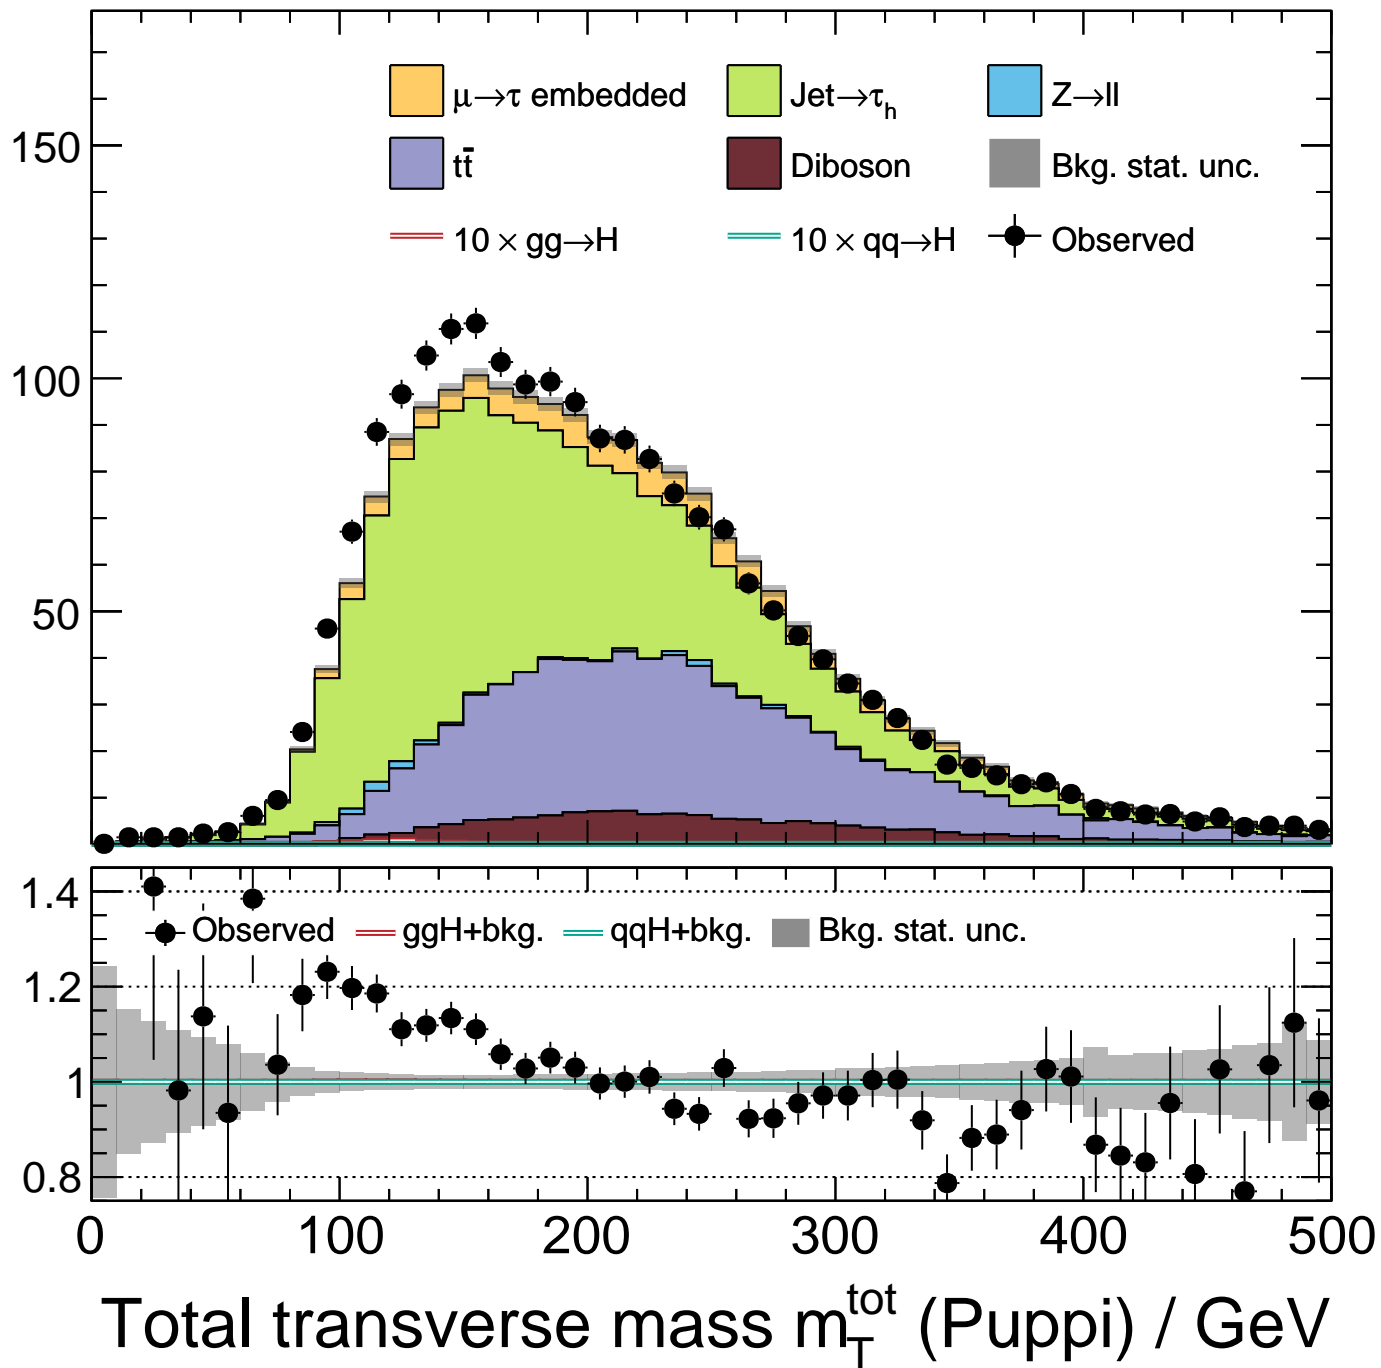 150
100
50
μ→τ embedded
Jet→τₕ
Z→ll
tt̄
Diboson
Bkg. stat. unc.
10 × gg→H
10 × qq→H
Observed
1.4
1.2
1
0.8
Observed
ggH+bkg.
qqH+bkg.
Bkg. stat. unc.
0 100 200 300 400 500
Total transverse mass m_T^tot (Puppi) / GeV